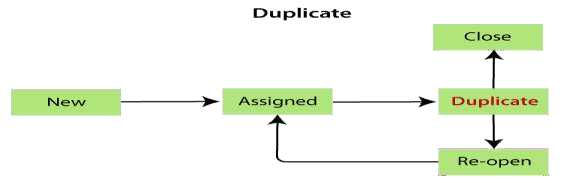 Duplicate
Close
New
Assigned
Duplicate
Re-open